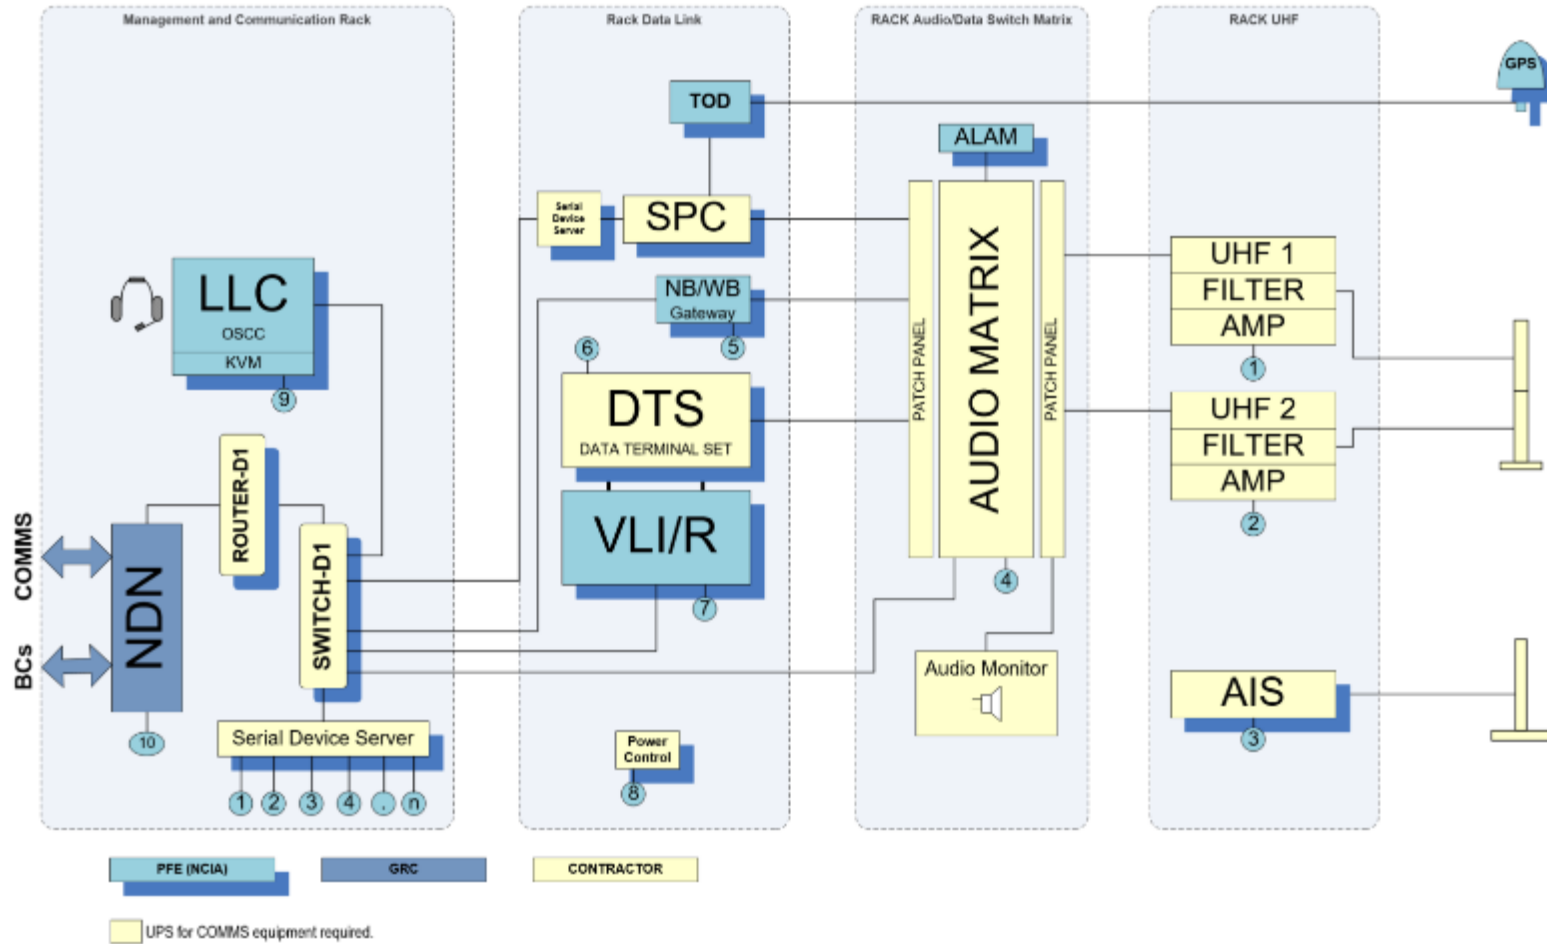 Management and Communication Rack
Rack Data Link
RACK Audio/Data Switch Matrix
RACK UHF
GPS
TOD
ALAM
Serial
Device
Server
SPC
LLC
OSCC
KVM
9
NB/WB
Gateway
5
6
DTS
DATA TERMINAL SET
VLI/R
7
PATCH PANEL
AUDIO MATRIX
PATCH PANEL
4
UHF 1
FILTER
AMP
1
UHF 2
FILTER
AMP
2
ROUTER-D1
SWITCH-D1
COMMS
BCs
NDN
10
Serial Device Server
1 2 3 4 . n
Power
Control
8
Audio Monitor
AIS
3
PFE (NCIA)
GRC
CONTRACTOR
UPS for COMMS equipment required.